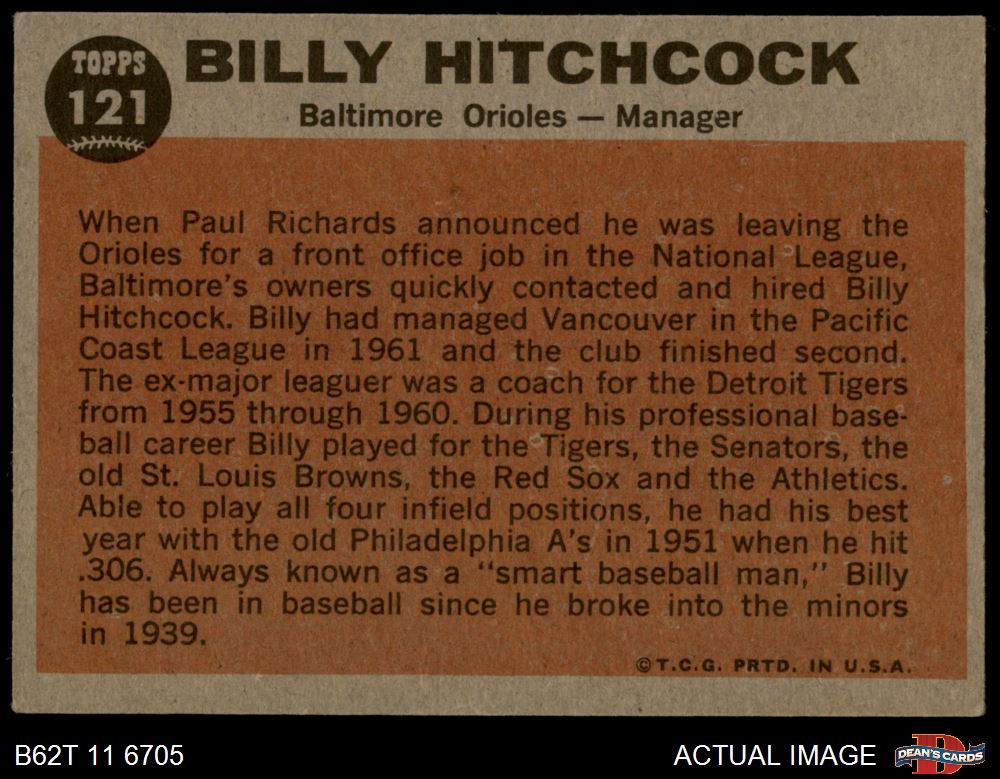 TOPPS
121
BILLY HITCHCOCK
Baltimore Orioles — Manager
When Paul Richards announced he was leaving the
Orioles for a front office job in the National League,
Baltimore's owners quickly contacted and hired Billy
Hitchcock. Billy had managed Vancouver in the Pacific
Coast League in 1961 and the club finished second.
The ex-major leaguer was a coach for the Detroit Tigers
from 1955 through 1960. During his professional base-
ball career Billy played for the Tigers, the Senators, the
old St. Louis Browns, the Red Sox and the Athletics.
Able to play all four infield positions, he had his best
year with the old Philadelphia A's in 1951 when he hit
.306. Always known as a "smart baseball man," Billy
has been in baseball since he broke into the minors
in 1939.
©T.C.G. PRTD. IN U.S.A.
B62T 11 6705
ACTUAL IMAGE
D
DEAN'S CARDS